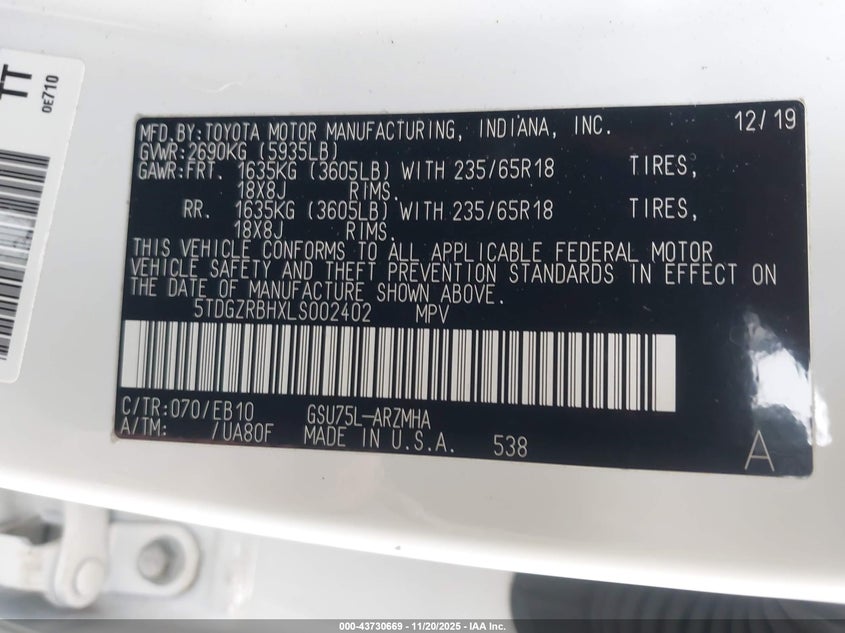 TT
0E710
MFD.BY:TOYOTA MOTOR MANUFACTURING, INDIANA, INC. 12/19
GVWR:2690KG (5935LB)
GAWR:FRT. 1635KG (3605LB) WITH 235/65R18 TIRES,
18X8J RIMS.
RR. 1635KG (3605LB) WITH 235/65R18 TIRES,
18X8J RIMS.
THIS VEHICLE CONFORMS TO ALL APPLICABLE FEDERAL MOTOR
VEHICLE SAFETY AND THEFT PREVENTION STANDARDS IN EFFECT ON
THE DATE OF MANUFACTURE SHOWN ABOVE.
5TDGZRBHXLS002402 MPV
C/TR:070/EB10 GSU75L-ARZMHA
A/TM: /UA80F MADE IN U.S.A. 538 A
000-43730669 - 11/20/2025 - IAA Inc.